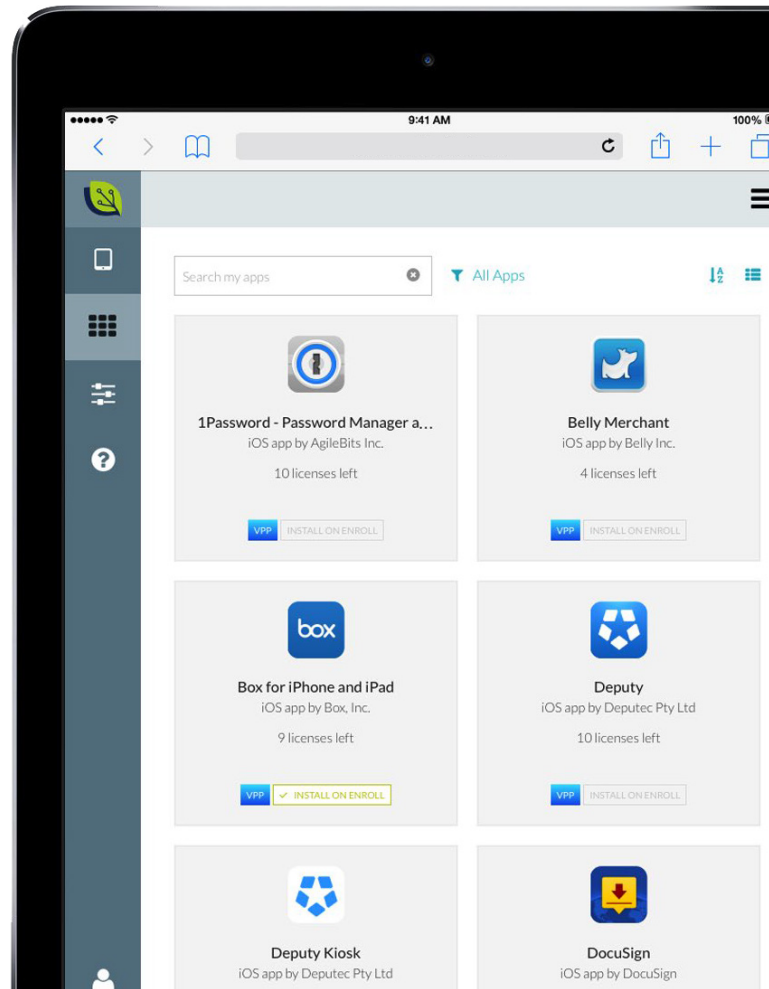 9:41 AM 100%
Search my apps All Apps
1Password - Password Manager a...
iOS app by AgileBits Inc.
10 licenses left
VPP INSTALL ON ENROLL
Belly Merchant
iOS app by Belly Inc.
4 licenses left
VPP INSTALL ON ENROLL
box
Box for iPhone and iPad
iOS app by Box, Inc.
9 licenses left
VPP INSTALL ON ENROLL
Deputy
iOS app by Deputec Pty Ltd
10 licenses left
VPP INSTALL ON ENROLL
Deputy Kiosk
iOS app by Deputec Pty Ltd
DocuSign
iOS app by DocuSign